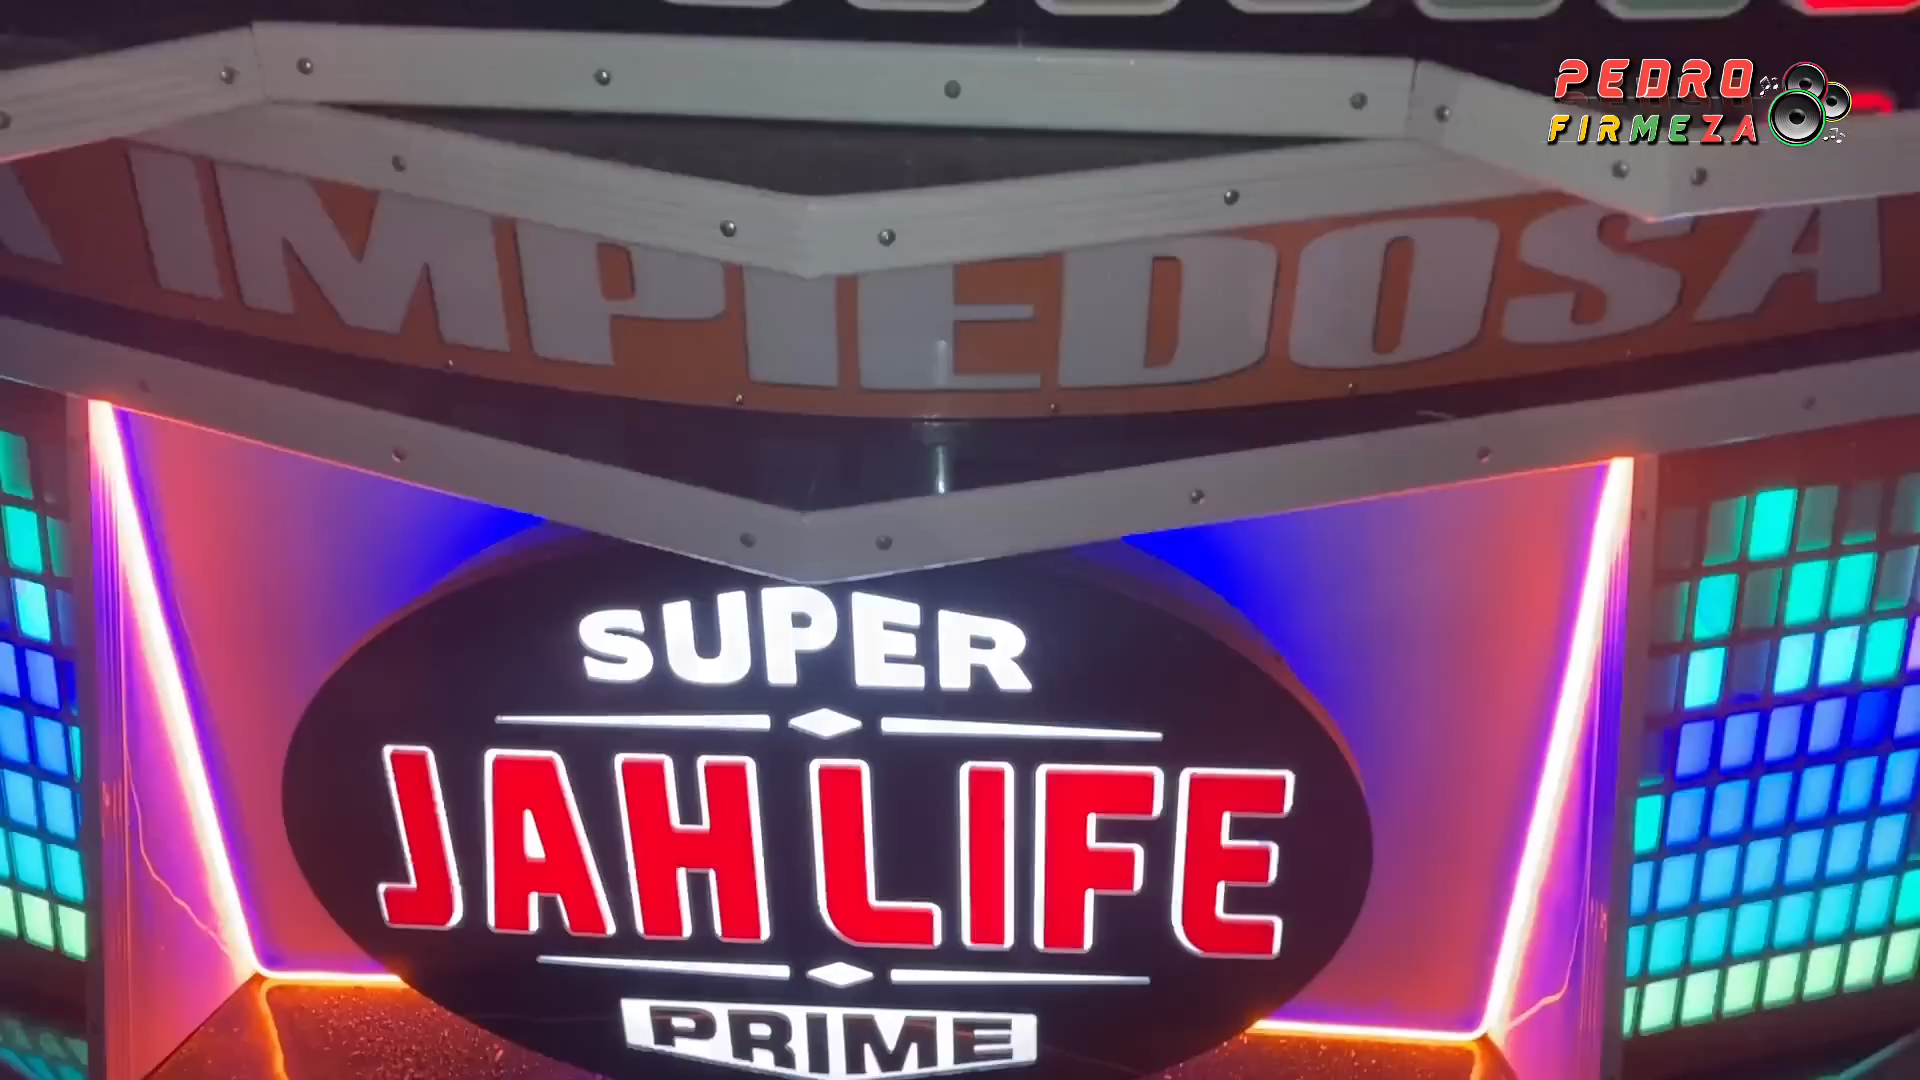 PEDRO
FIRMEZA
A IMPIEDOSA
SUPER
JAH LIFE
PRIME